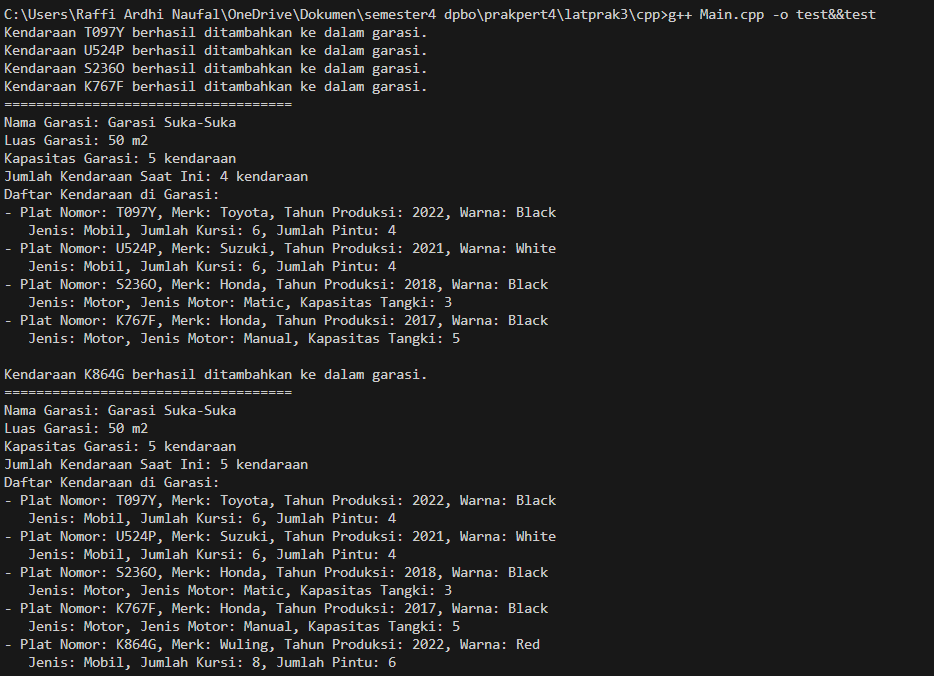 C:\Users\Raffi Ardhi Naufal\OneDrive\Dokumen\semester4 dpbo\prakpert4\latprak3\cpp>g++ Main.cpp -o test&&test
Kendaraan T097Y berhasil ditambahkan ke dalam garasi.
Kendaraan U524P berhasil ditambahkan ke dalam garasi.
Kendaraan S236O berhasil ditambahkan ke dalam garasi.
Kendaraan K767F berhasil ditambahkan ke dalam garasi.
====================================
Nama Garasi: Garasi Suka-Suka
Luas Garasi: 50 m2
Kapasitas Garasi: 5 kendaraan
Jumlah Kendaraan Saat Ini: 4 kendaraan
Daftar Kendaraan di Garasi:
- Plat Nomor: T097Y, Merk: Toyota, Tahun Produksi: 2022, Warna: Black
   Jenis: Mobil, Jumlah Kursi: 6, Jumlah Pintu: 4
- Plat Nomor: U524P, Merk: Suzuki, Tahun Produksi: 2021, Warna: White
   Jenis: Mobil, Jumlah Kursi: 6, Jumlah Pintu: 4
- Plat Nomor: S236O, Merk: Honda, Tahun Produksi: 2018, Warna: Black
   Jenis: Motor, Jenis Motor: Matic, Kapasitas Tangki: 3
- Plat Nomor: K767F, Merk: Honda, Tahun Produksi: 2017, Warna: Black
   Jenis: Motor, Jenis Motor: Manual, Kapasitas Tangki: 5

Kendaraan K864G berhasil ditambahkan ke dalam garasi.
====================================
Nama Garasi: Garasi Suka-Suka
Luas Garasi: 50 m2
Kapasitas Garasi: 5 kendaraan
Jumlah Kendaraan Saat Ini: 5 kendaraan
Daftar Kendaraan di Garasi:
- Plat Nomor: T097Y, Merk: Toyota, Tahun Produksi: 2022, Warna: Black
   Jenis: Mobil, Jumlah Kursi: 6, Jumlah Pintu: 4
- Plat Nomor: U524P, Merk: Suzuki, Tahun Produksi: 2021, Warna: White
   Jenis: Mobil, Jumlah Kursi: 6, Jumlah Pintu: 4
- Plat Nomor: S236O, Merk: Honda, Tahun Produksi: 2018, Warna: Black
   Jenis: Motor, Jenis Motor: Matic, Kapasitas Tangki: 3
- Plat Nomor: K767F, Merk: Honda, Tahun Produksi: 2017, Warna: Black
   Jenis: Motor, Jenis Motor: Manual, Kapasitas Tangki: 5
- Plat Nomor: K864G, Merk: Wuling, Tahun Produksi: 2022, Warna: Red
   Jenis: Mobil, Jumlah Kursi: 8, Jumlah Pintu: 6